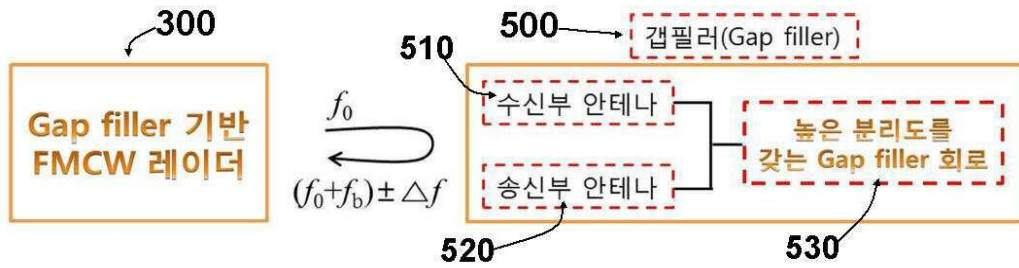 300
Gap filler 기반
FMCW 레이더
f₀
(f₀+f_b) ± △f
500
갭필러(Gap filler)
510
수신부 안테나
송신부 안테나
520
높은 분리도를
갖는 Gap filler 회로
530